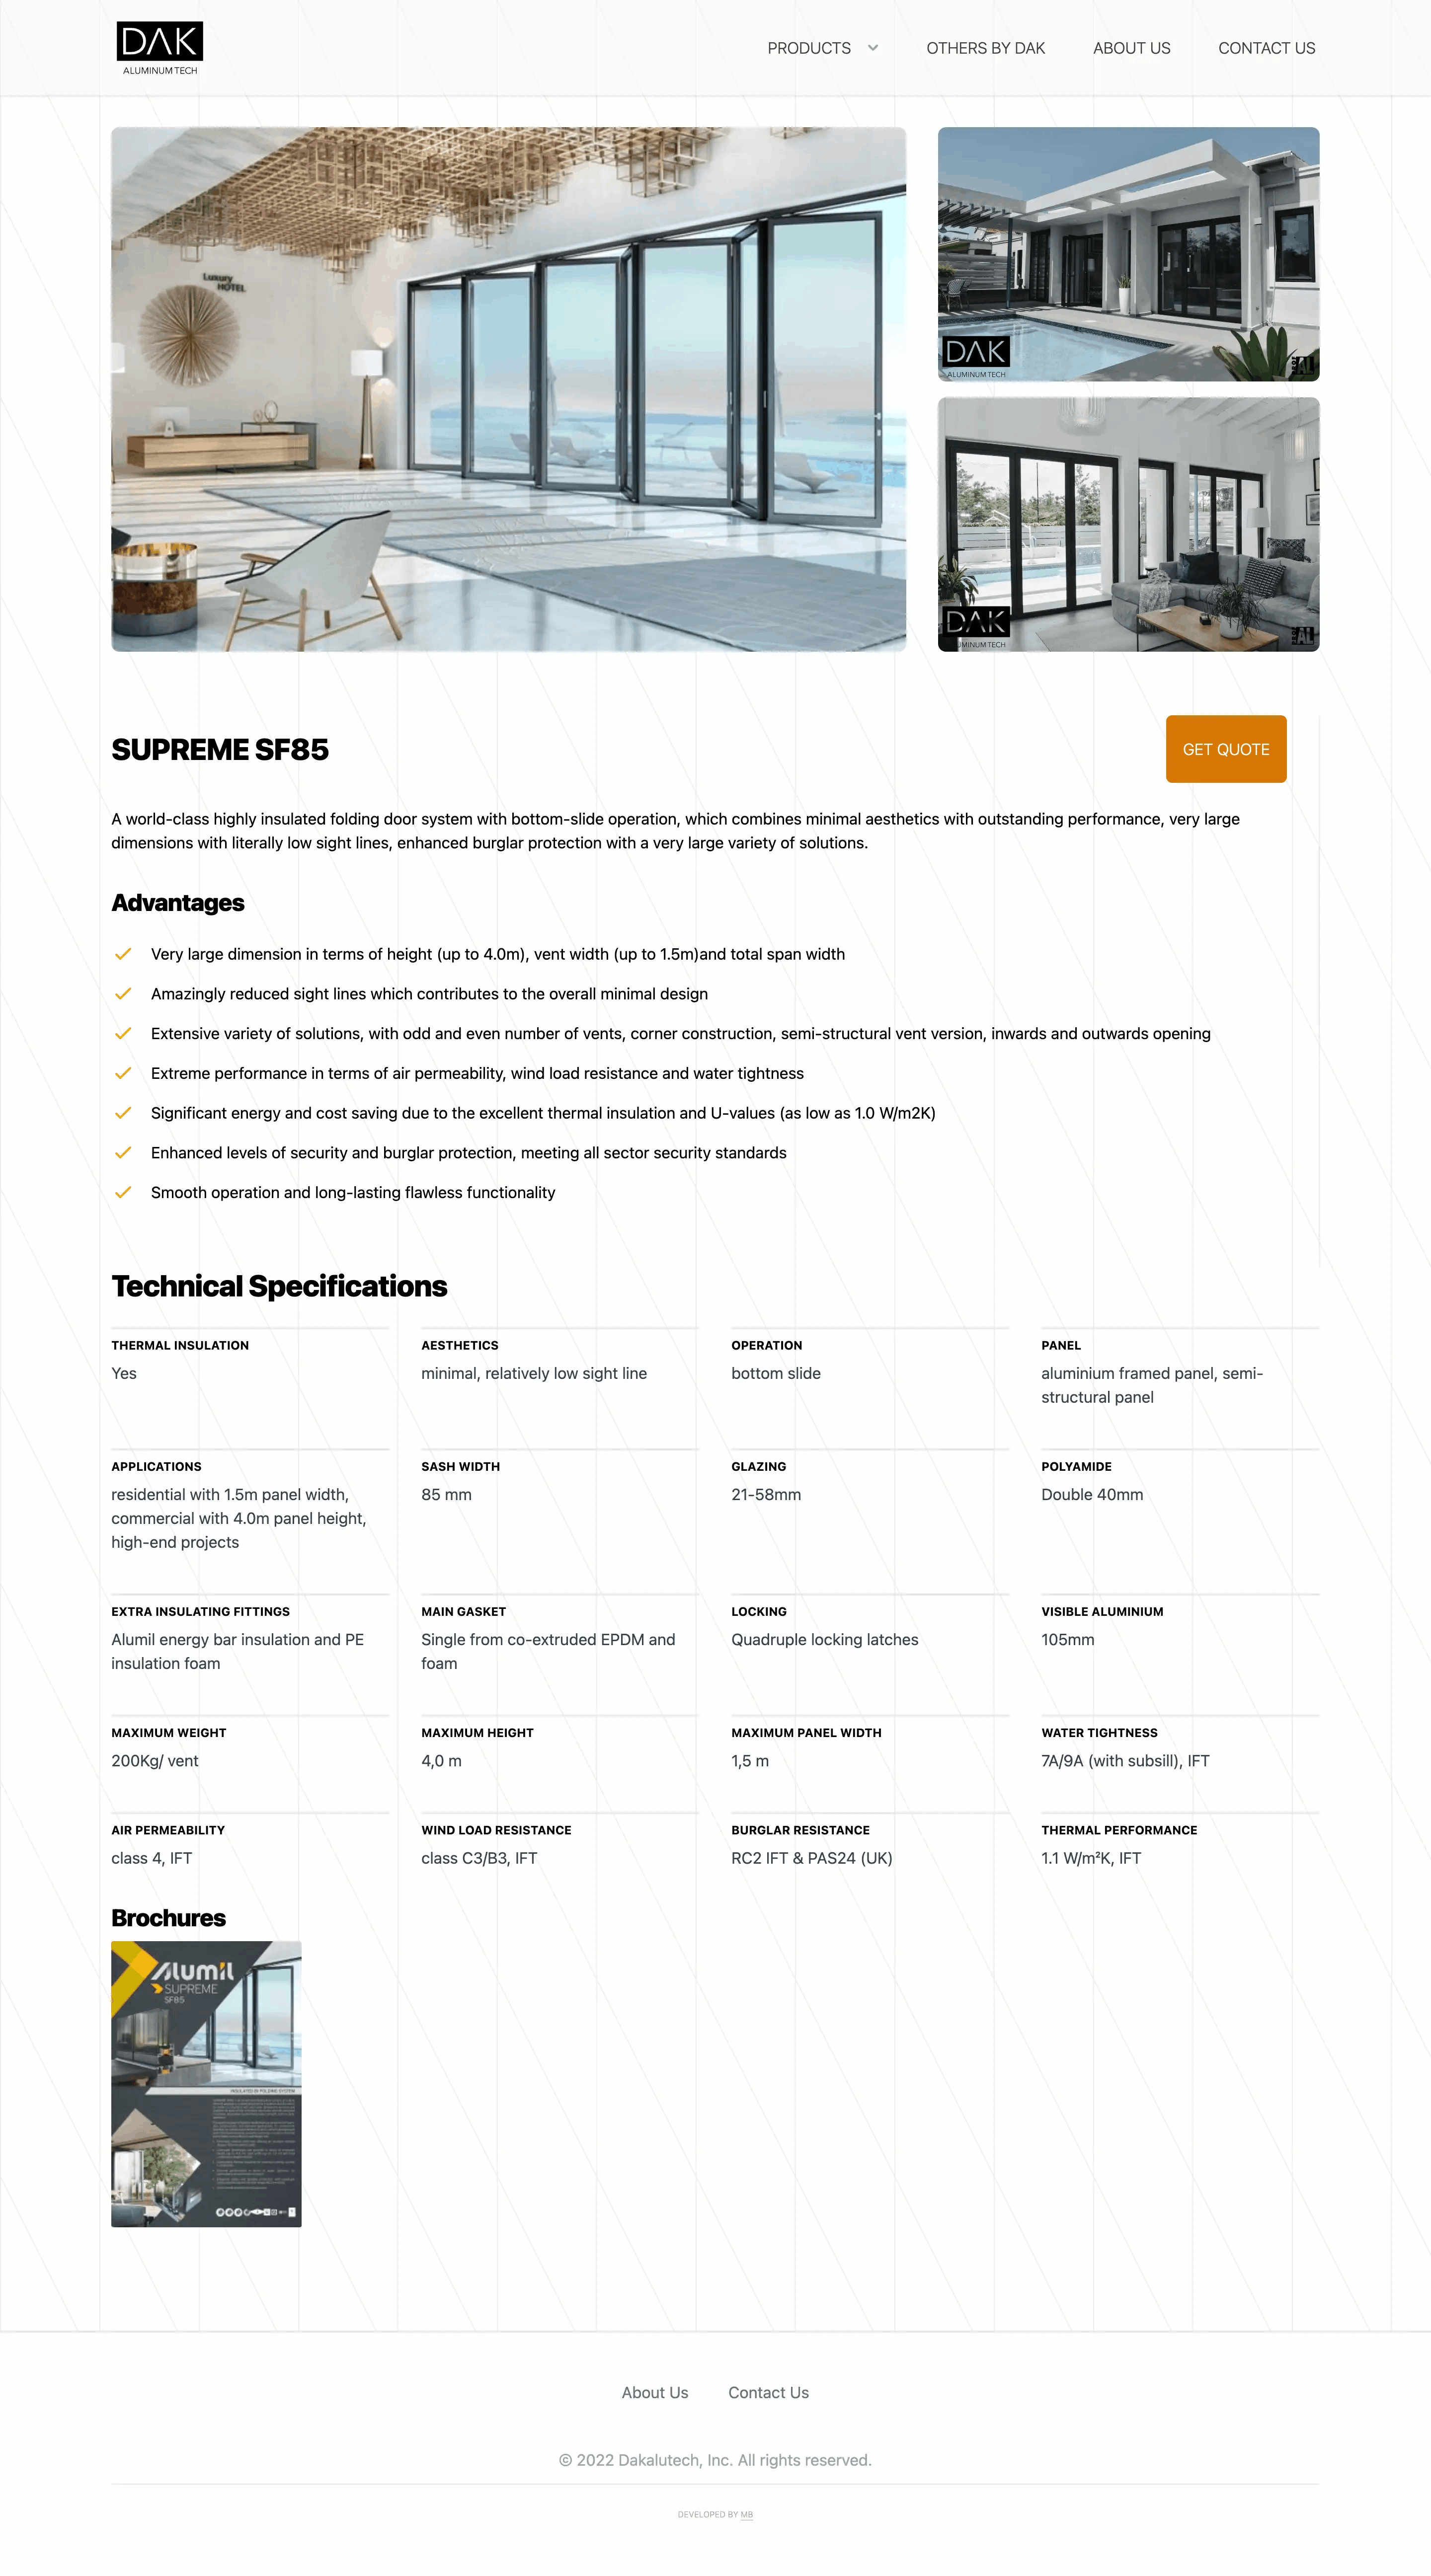 DAK
ALUMINUM TECH
PRODUCTS
OTHERS BY DAK
ABOUT US
CONTACT US
Luxury
HOTEL
DAK
ALUMINUM TECH
DAK
UMINUM TECH
SUPREME SF85
GET QUOTE
A world-class highly insulated folding door system with bottom-slide operation, which combines minimal aesthetics with outstanding performance, very large
dimensions with literally low sight lines, enhanced burglar protection with a very large variety of solutions.
Advantages
Very large dimension in terms of height (up to 4.0m), vent width (up to 1.5m)and total span width
Amazingly reduced sight lines which contributes to the overall minimal design
Extensive variety of solutions, with odd and even number of vents, corner construction, semi-structural vent version, inwards and outwards opening
Extreme performance in terms of air permeability, wind load resistance and water tightness
Significant energy and cost saving due to the excellent thermal insulation and U-values (as low as 1.0 W/m2K)
Enhanced levels of security and burglar protection, meeting all sector security standards
Smooth operation and long-lasting flawless functionality
Technical Specifications
THERMAL INSULATION
Yes
AESTHETICS
minimal, relatively low sight line
OPERATION
bottom slide
PANEL
aluminium framed panel, semi-
structural panel
APPLICATIONS
residential with 1.5m panel width,
commercial with 4.0m panel height,
high-end projects
SASH WIDTH
85 mm
GLAZING
21-58mm
POLYAMIDE
Double 40mm
EXTRA INSULATING FITTINGS
Alumil energy bar insulation and PE
insulation foam
MAIN GASKET
Single from co-extruded EPDM and
foam
LOCKING
Quadruple locking latches
VISIBLE ALUMINIUM
105mm
MAXIMUM WEIGHT
200Kg/ vent
MAXIMUM HEIGHT
4,0 m
MAXIMUM PANEL WIDTH
1,5 m
WATER TIGHTNESS
7A/9A (with subsill), IFT
AIR PERMEABILITY
class 4, IFT
WIND LOAD RESISTANCE
class C3/B3, IFT
BURGLAR RESISTANCE
RC2 IFT & PAS24 (UK)
THERMAL PERFORMANCE
1.1 W/m²K, IFT
Brochures
Alumil
SUPREME
SF85
INSULATED BI FOLDING SYSTEM
About Us
Contact Us
© 2022 Dakalutech, Inc. All rights reserved.
DEVELOPED BY MB